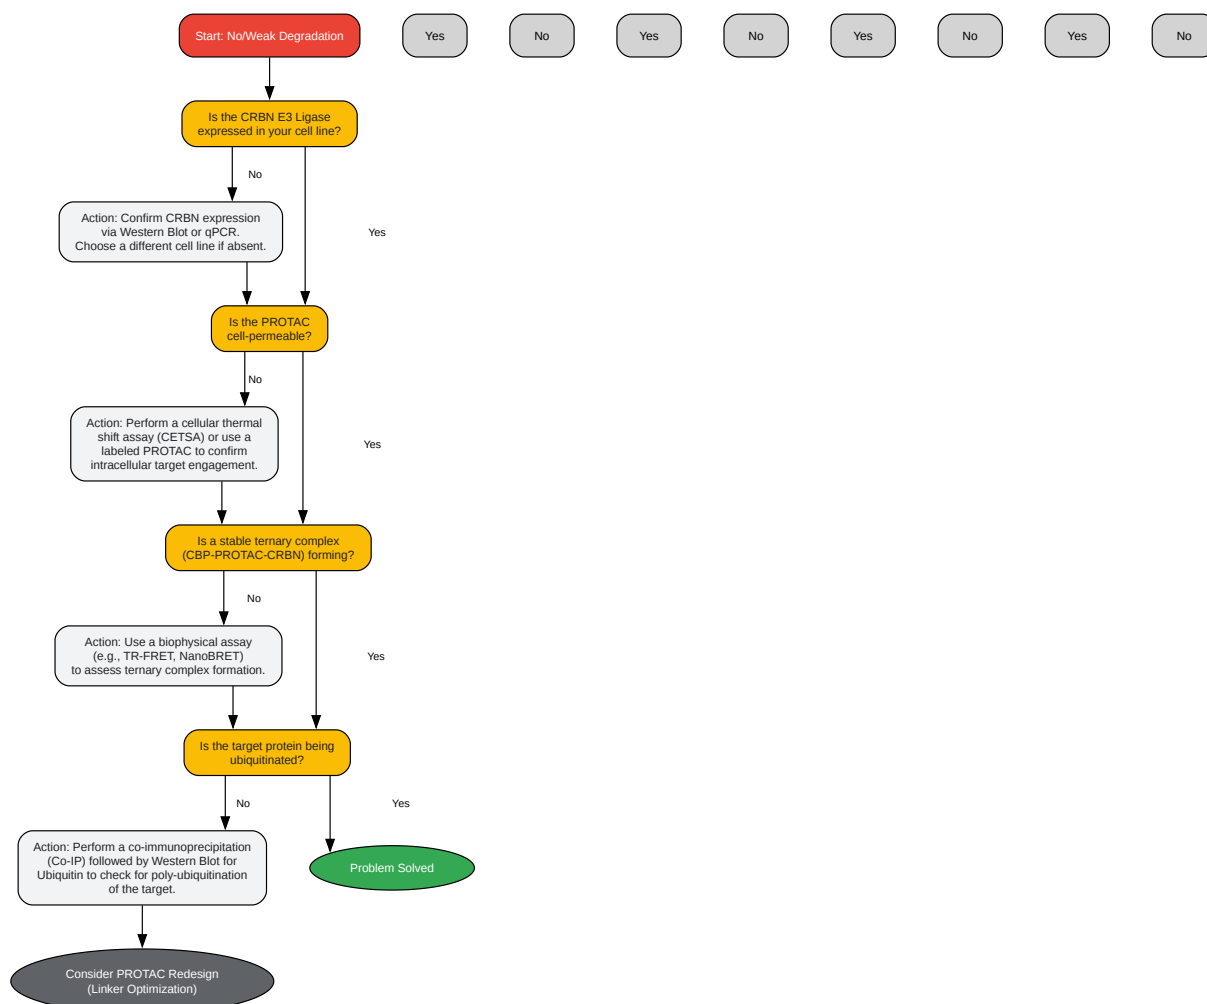 Start: No/Weak Degradation
Yes
No
Yes
No
Yes
No
Yes
No
Is the CRBN E3 Ligase
expressed in your cell line?
No
Action: Confirm CRBN expression
via Western Blot or qPCR.
Choose a different cell line if absent.
Yes
Is the PROTAC
cell-permeable?
No
Action: Perform a cellular thermal
shift assay (CETSA) or use a
labeled PROTAC to confirm
intracellular target engagement.
Yes
Is a stable ternary complex
(CBP-PROTAC-CRBN) forming?
No
Action: Use a biophysical assay
(e.g., TR-FRET, NanoBRET)
to assess ternary complex formation.
Yes
Is the target protein being
ubiquitinated?
No
Yes
Action: Perform a co-immunoprecipitation
(Co-IP) followed by Western Blot for
Ubiquitin to check for poly-ubiquitination
of the target.
Problem Solved
Consider PROTAC Redesign
(Linker Optimization)